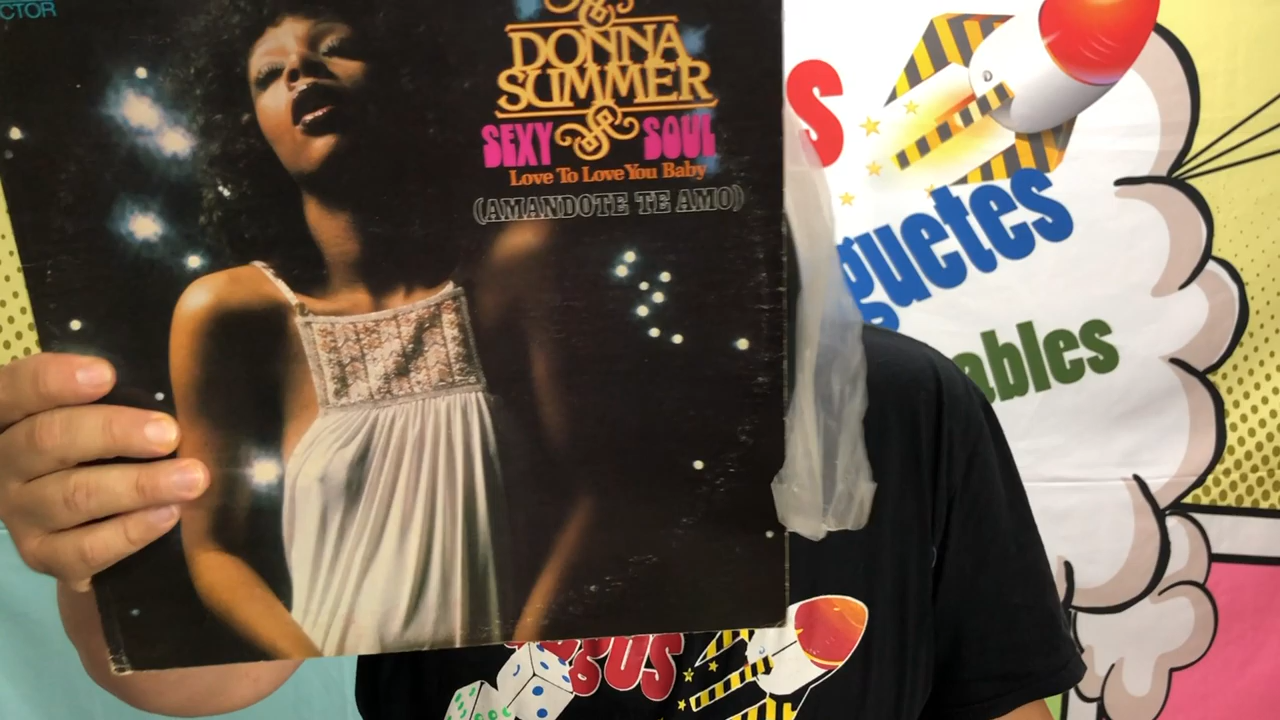 CTOR
DONNA
SUMMER
SEXY SOUL
Love To Love You Baby
(AMANDOTE TE AMO)
S
guetes
ables